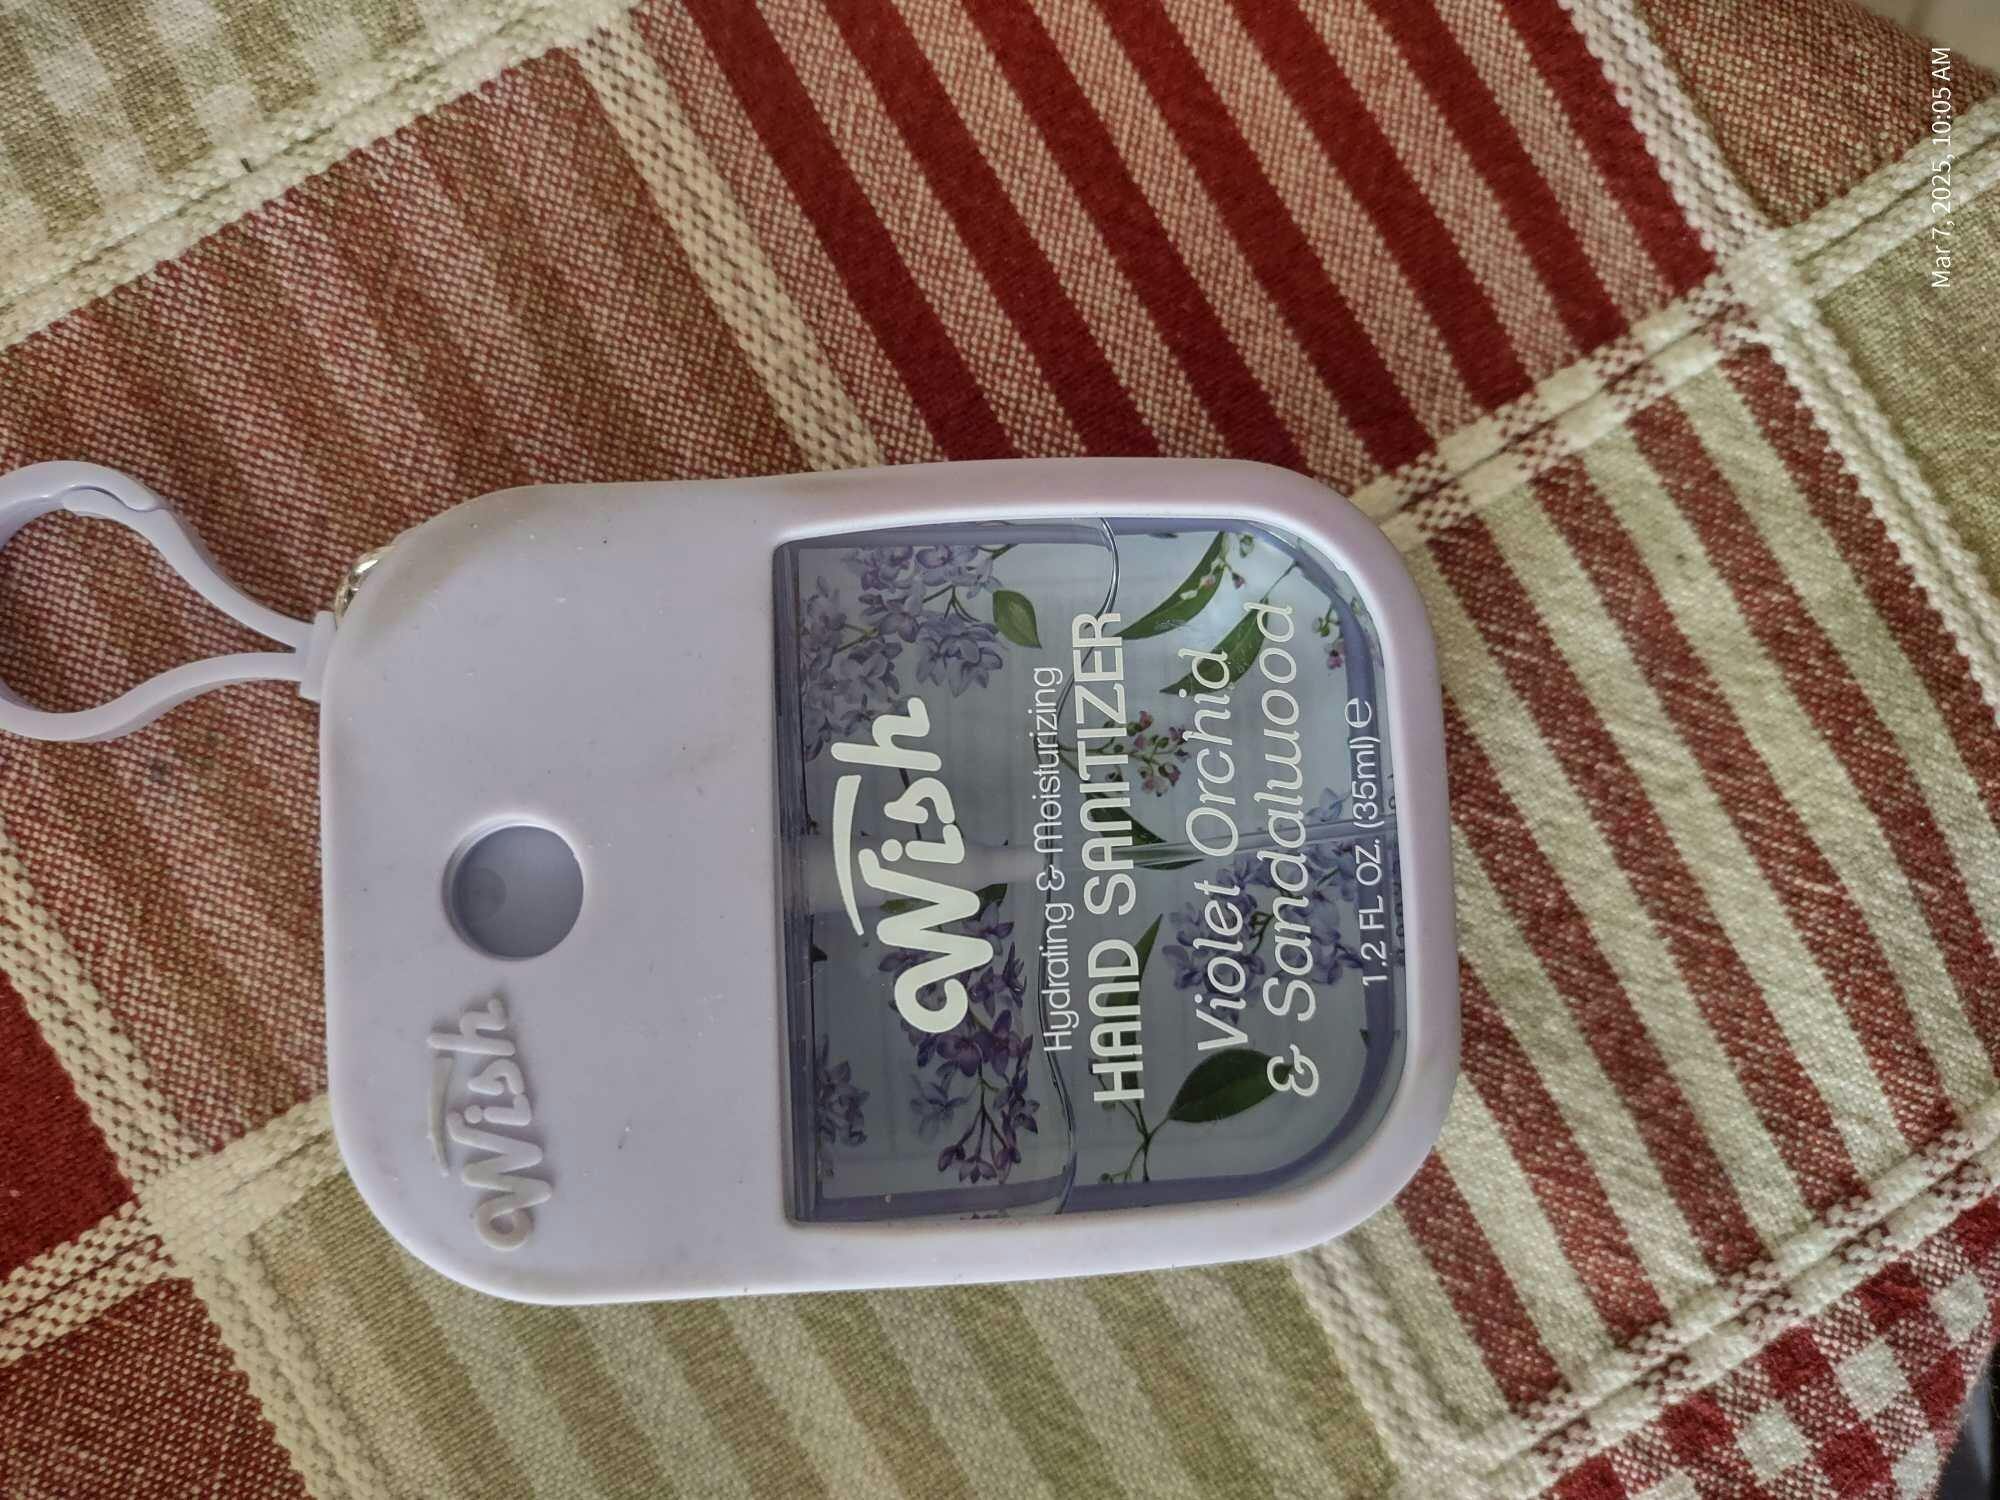 Wish
Wish
Hydrating & Moisturizing
HAND SANITIZER
Violet Orchid
& Sandalwood
1.2 FL OZ. (35ml) ℮
Mar 7, 2025, 10:05 AM